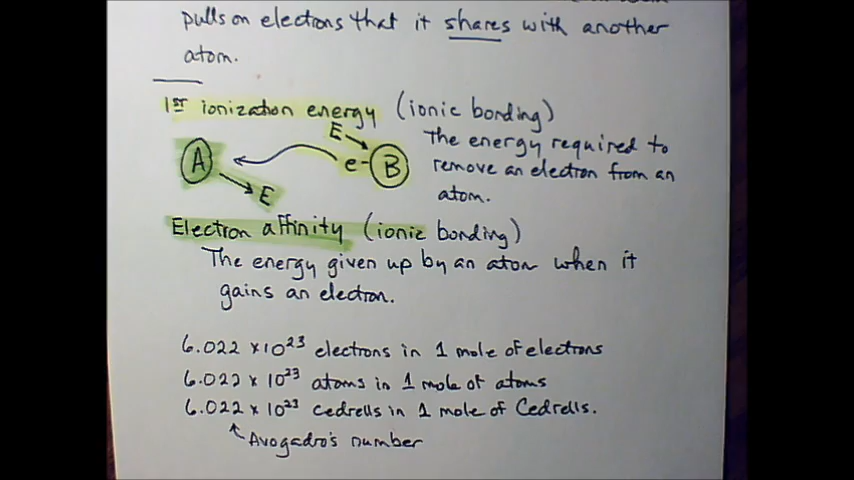 pulls on electrons that it shares with another
atom.
1ST ionization energy (ionic bonding)
E
The energy required to
A
e-
B
remove an electron from an
atom.
E
Electron affinity (ionic bonding)
The energy given up by an atom when it
gains an electron.
6.022 x 10^23 electrons in 1 mole of electrons
6.022 x 10^23 atoms in 1 mole of atoms
6.022 x 10^23 cedrells in 1 mole of Cedrells.
Avogadro's number